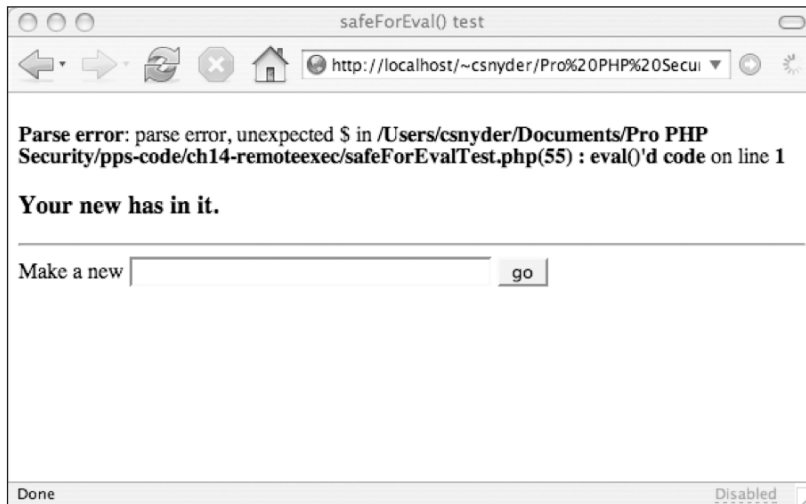 safeForEval() test
http://localhost/~csnyder/Pro%20PHP%20Secu
Parse error: parse error, unexpected $ in /Users/csnyder/Documents/Pro PHP
Security/pps-code/ch14-remoteexec/safeForEvalTest.php(55) : eval()'d code on line 1
Your new has in it.
Make a new
go
Done
Disabled